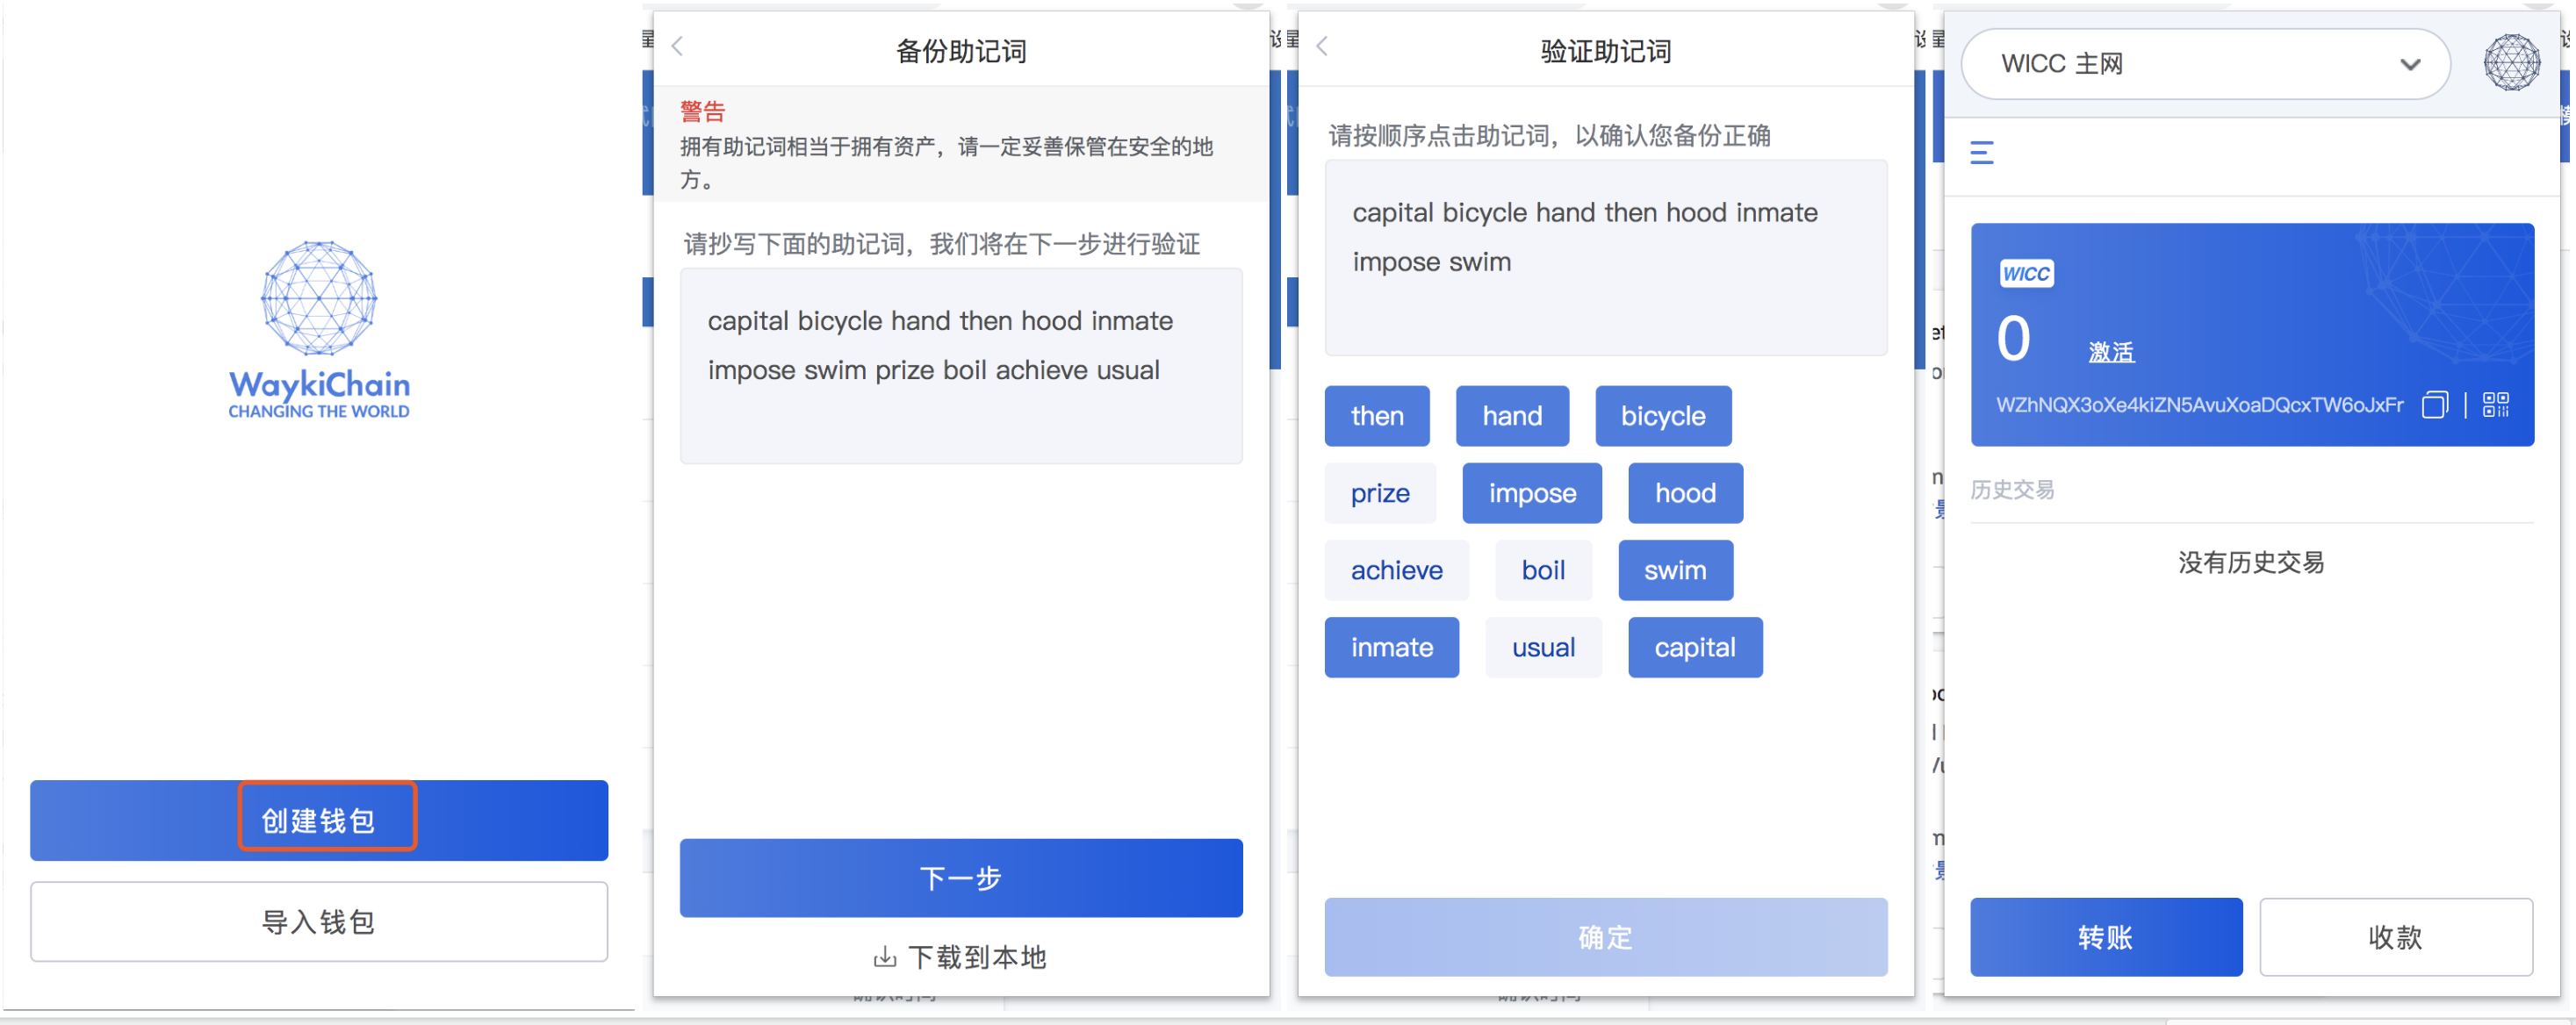 WaykiChain
CHANGING THE WORLD
创建钱包
导入钱包
备份助记词
警告
拥有助记词相当于拥有资产，请一定妥善保管在安全的地
方。
请抄写下面的助记词，我们将在下一步进行验证
capital bicycle hand then hood inmate
impose swim prize boil achieve usual
下一步
下载到本地
验证助记词
请按顺序点击助记词，以确认您备份正确
capital bicycle hand then hood inmate
impose swim
then hand bicycle
prize impose hood
achieve boil swim
inmate usual capital
确定
WICC 主网
WICC
0 激活
WZhNQX3oXe4kiZN5AvuXoaDQcxTW6oJxFr
历史交易
没有历史交易
转账 收款